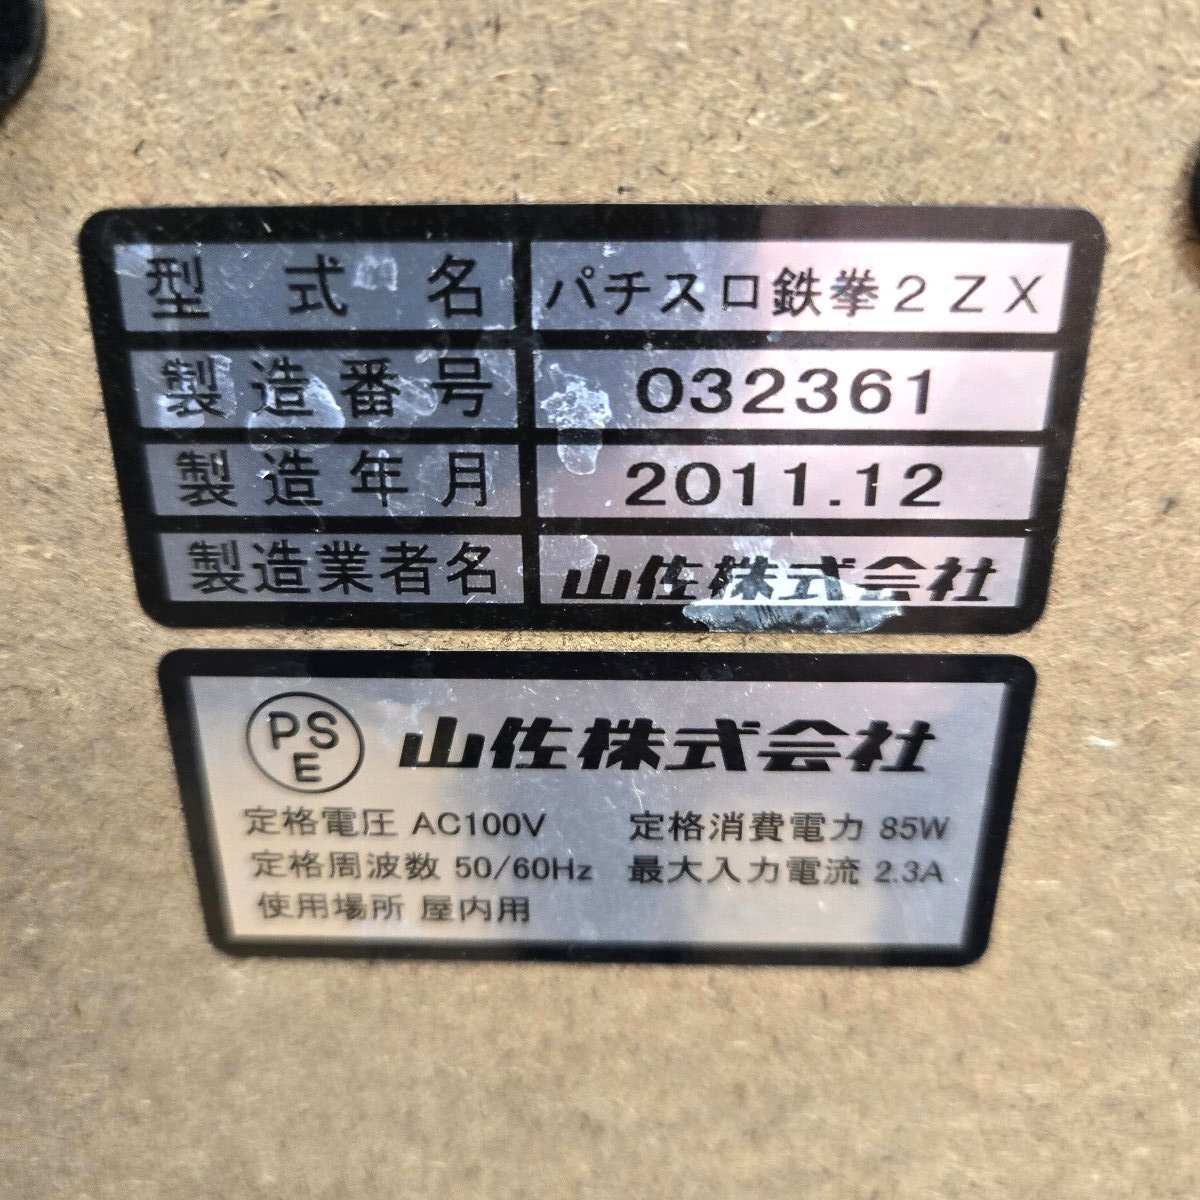 型式名 パチスロ鉄拳2ZX
製造番号 032361
製造年月 2011.12
製造業者名 山佐株式会社
PSE 山佐株式会社
定格電圧 AC100V 定格消費電力 85W
定格周波数 50/60Hz 最大入力電流 2.3A
使用場所 屋内用